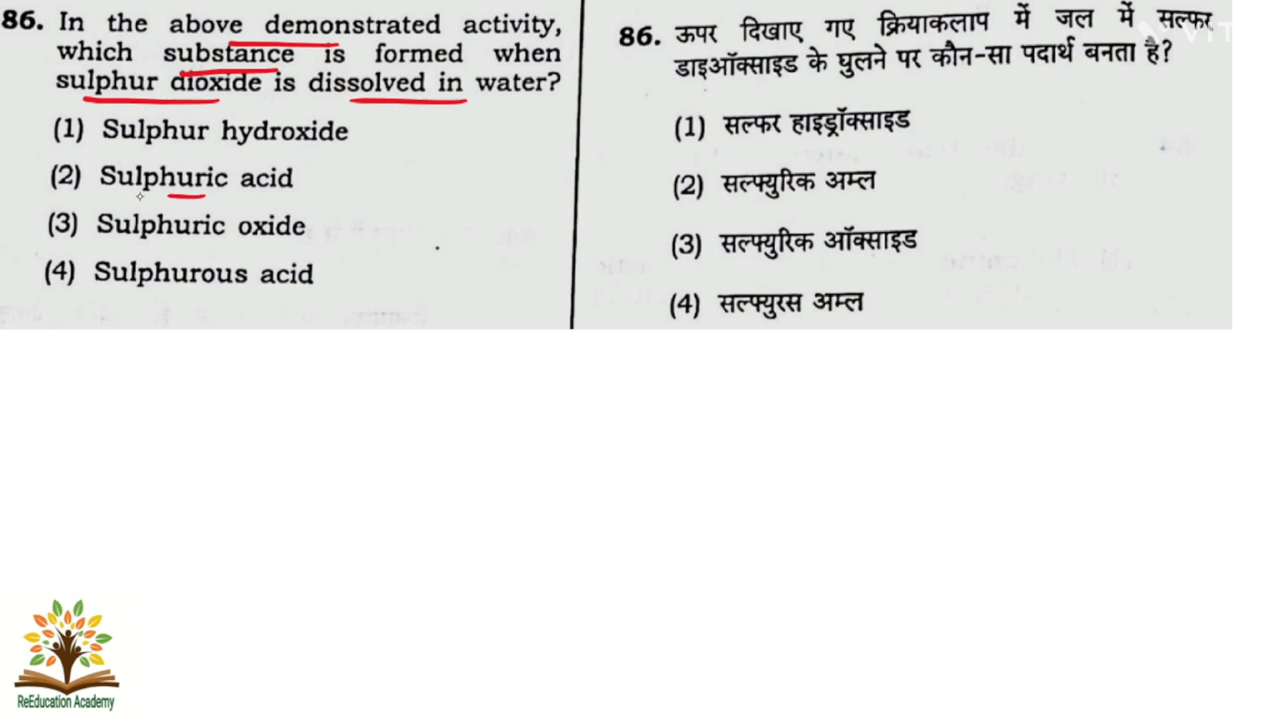 86. In the above demonstrated activity,
which substance is formed when
sulphur dioxide is dissolved in water?
(1) Sulphur hydroxide
(2) Sulphuric acid
(3) Sulphuric oxide
(4) Sulphurous acid
86. ऊपर दिखाए गए क्रियाकलाप में जल में सल्फर
डाइऑक्साइड के घुलने पर कौन-सा पदार्थ बनता है?
(1) सल्फर हाइड्रॉक्साइड
(2) सल्फ्युरिक अम्ल
(3) सल्फ्युरिक ऑक्साइड
(4) सल्फ्युरस अम्ल
ReEducation Academy